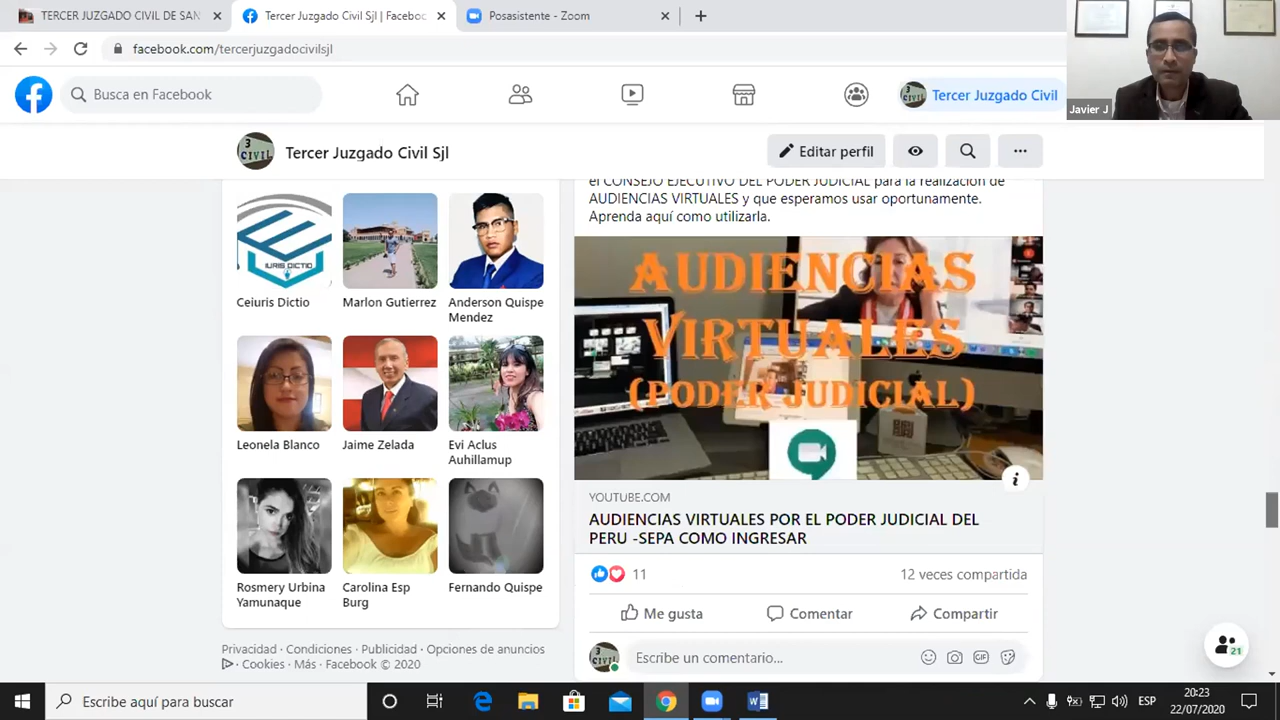 TERCER JUZGADO CIVIL DE SAN
Tercer Juzgado Civil Sjl | Faceboo
Posasistente - Zoom
facebook.com/tercerjuzgadocivilsjl
Busca en Facebook
Tercer Juzgado Civil
Javier J
3
CIVIL
Tercer Juzgado Civil Sjl
Editar perfil
el CONSEJO EJECUTIVO DEL PODER JUDICIAL para la realización de
AUDIENCIAS VIRTUALES y que esperamos usar oportunamente.
Aprenda aquí como utilizarla.
IURIS DICTIO
Ceiuris Dictio
Marlon Gutierrez
Anderson Quispe
Mendez
Leonela Blanco
Jaime Zelada
Evi Aclus
Auhillamup
Rosmery Urbina
Yamunaque
Carolina Esp
Burg
Fernando Quispe
AUDIENCIAS
VIRTUALES
(PODER JUDICIAL)
YOUTUBE.COM
AUDIENCIAS VIRTUALES POR EL PODER JUDICIAL DEL
PERU -SEPA COMO INGRESAR
11
12 veces compartida
Me gusta
Comentar
Compartir
Escribe un comentario...
GIF
Privacidad · Condiciones · Publicidad · Opciones de anuncios
· Cookies · Más · Facebook © 2020
21
Escribe aquí para buscar
ESP
20:23
22/07/2020